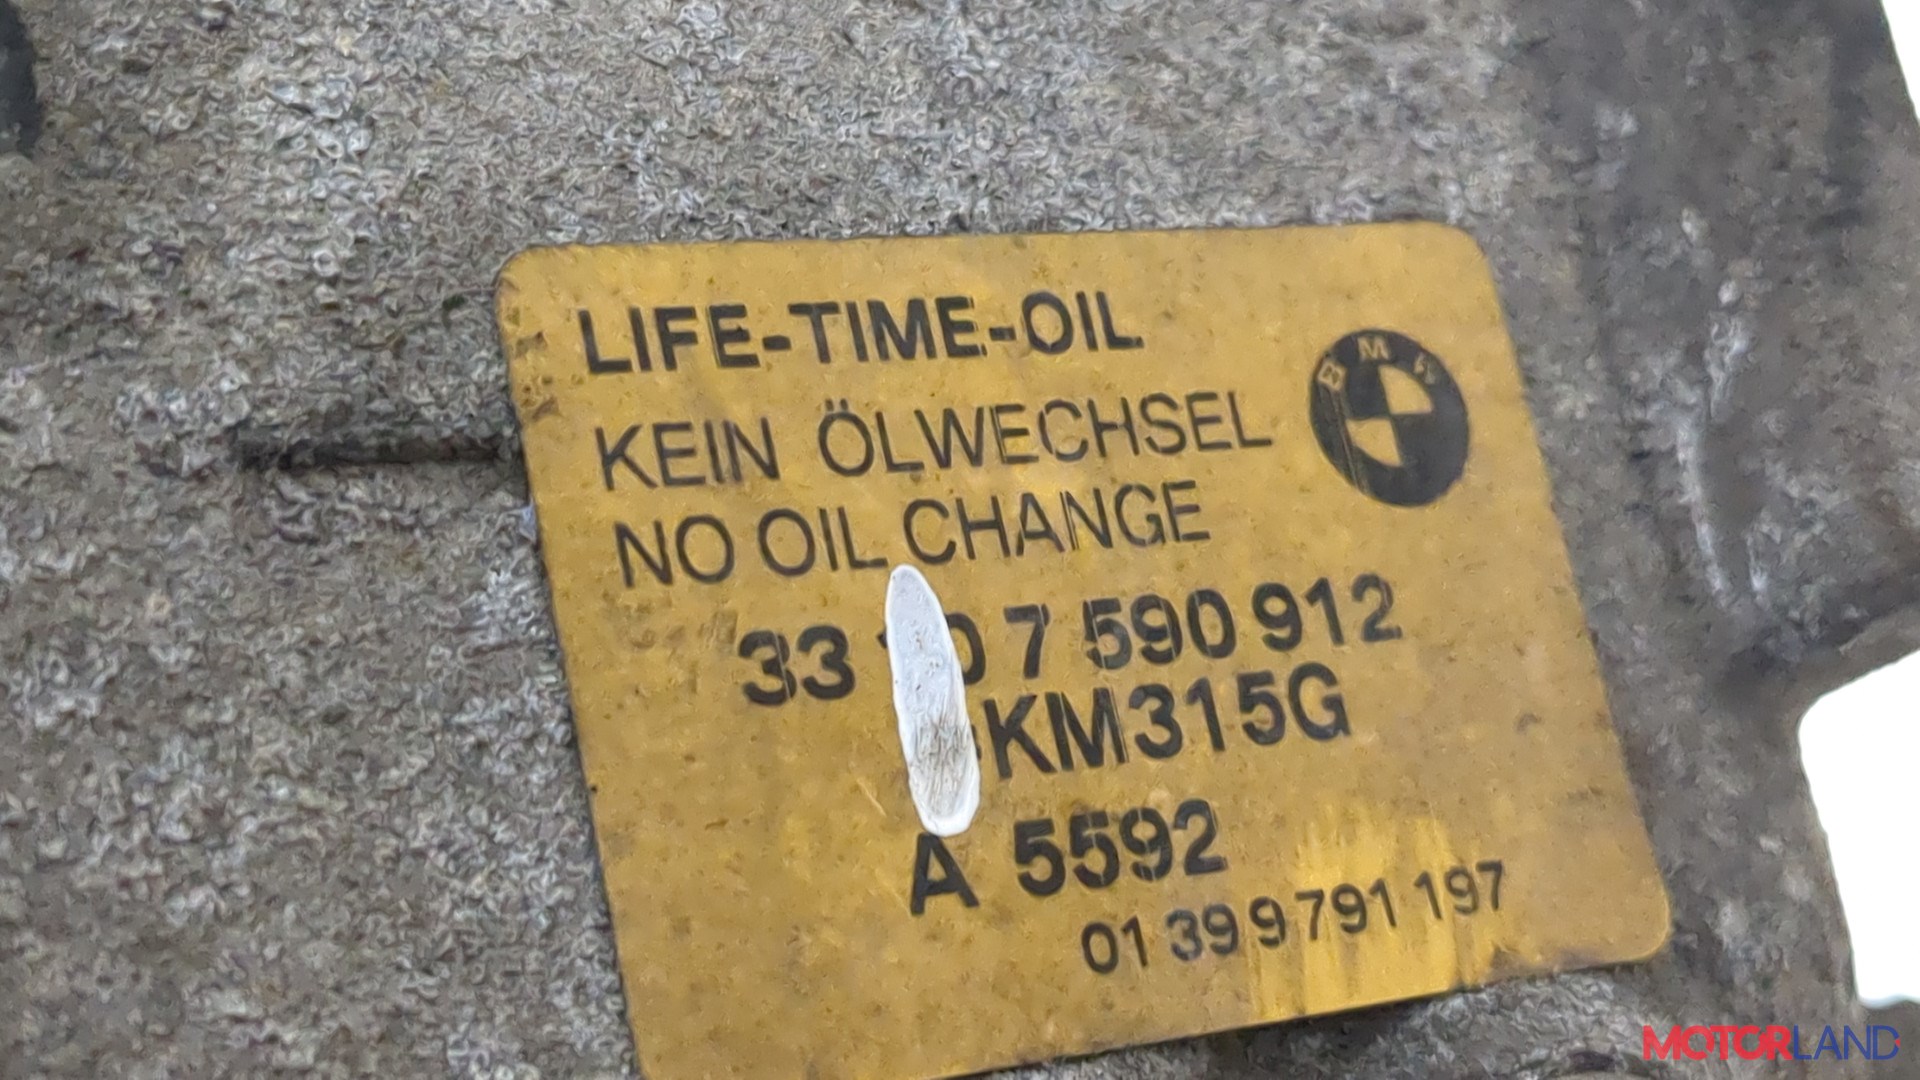 LIFE-TIME-OIL
BMW
KEIN ÖLWECHSEL
NO OIL CHANGE
33 7 590 912
KM315G
A 5592
01 39 9 791 197
MOTORLAND